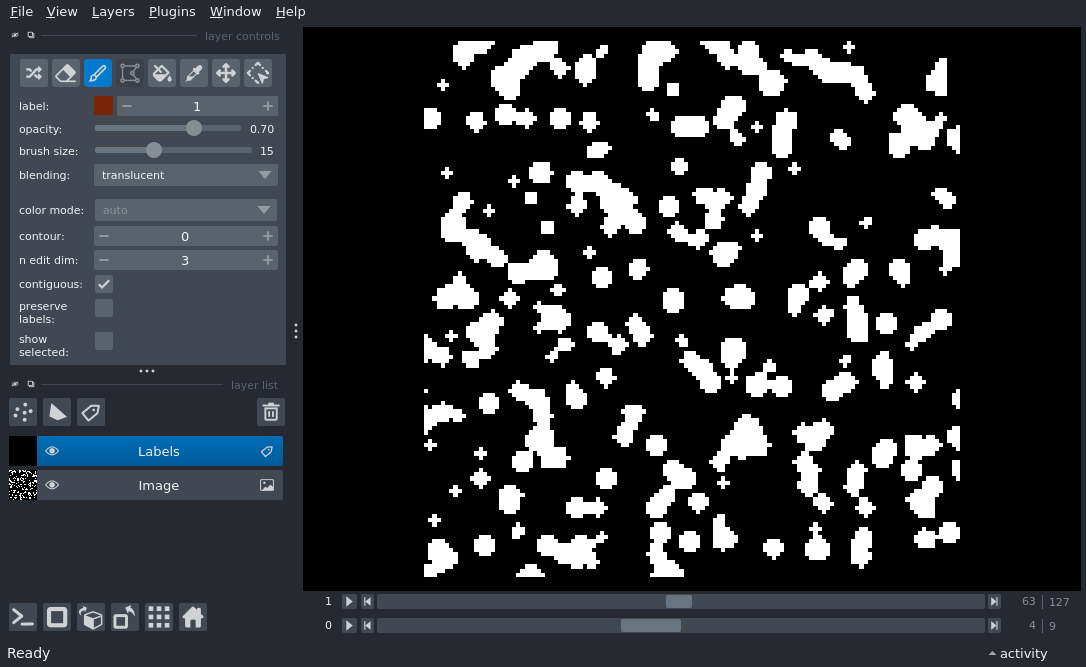 File View Layers Plugins Window Help
layer controls
label: 1
opacity: 0.70
brush size: 15
blending: translucent
color mode: auto
contour: 0
n edit dim: 3
contiguous:
preserve
labels:
show
selected:
layer list
Labels
Image
1 63 127
0 4 9
Ready activity